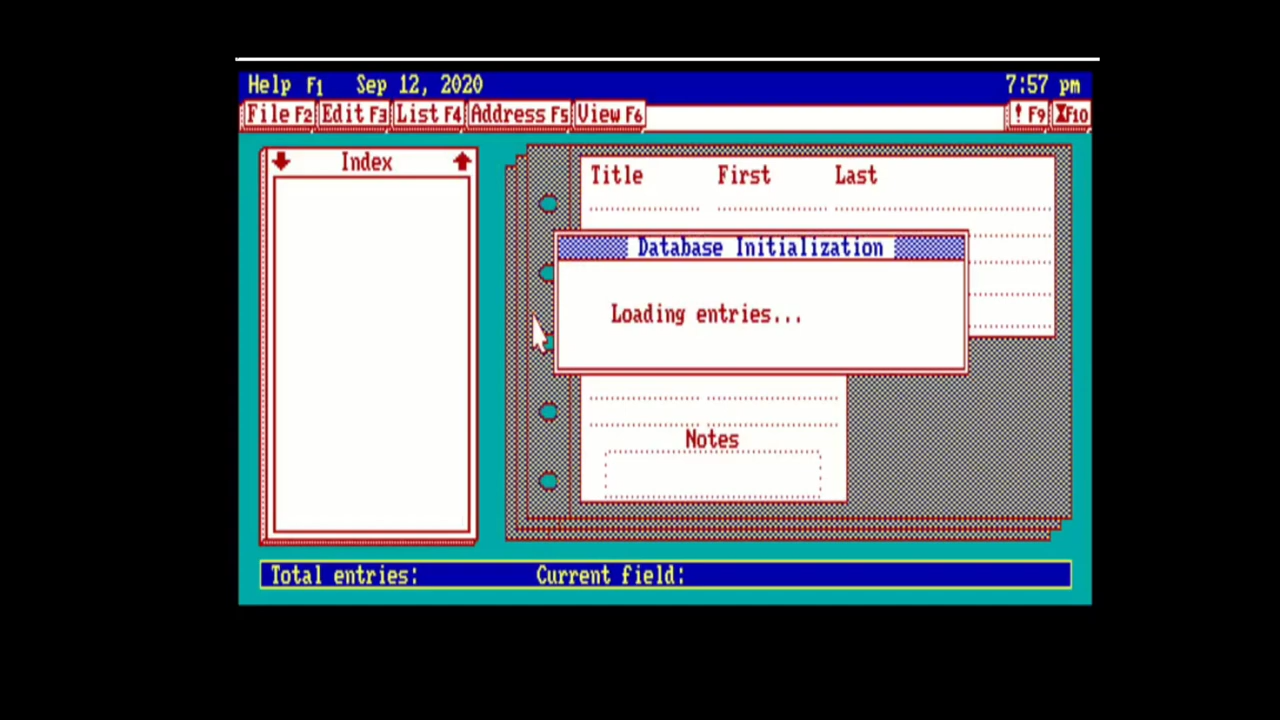 Help F1 Sep 12, 2020 7:57 pm
File F2 Edit F3 List F4 Address F5 View F6 ! F9 F10
Index
Title First Last
Database Initialization
Loading entries...
Notes
Total entries: Current field: